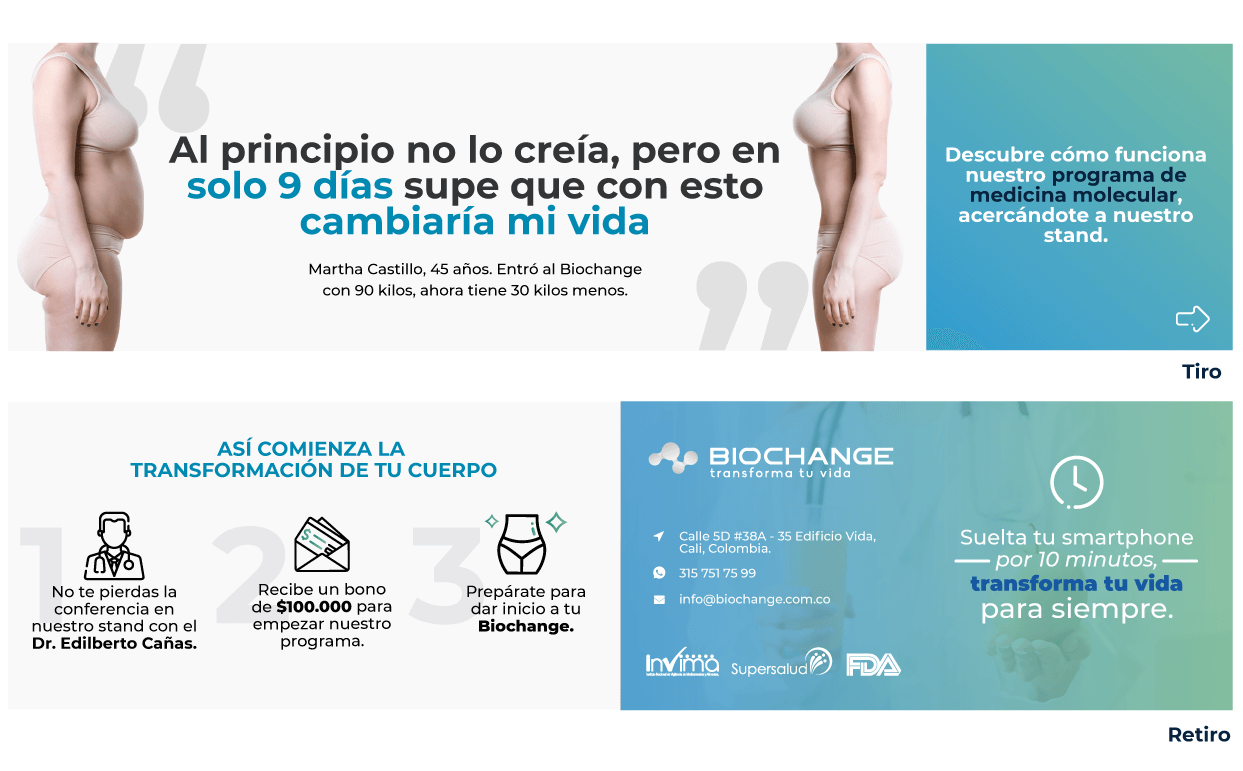 Al principio no lo creía, pero en
solo 9 días supe que con esto
cambiaría mi vida
Martha Castillo, 45 años. Entró al Biochange
con 90 kilos, ahora tiene 30 kilos menos.
Descubre cómo funciona
nuestro programa de
medicina molecular,
acercándote a nuestro
stand.
Tiro
ASÍ COMIENZA LA
TRANSFORMACIÓN DE TU CUERPO
1
No te pierdas la
conferencia en
nuestro stand con el
Dr. Edilberto Cañas.
2
Recibe un bono
de $100.000 para
empezar nuestro
programa.
3
Prepárate para
dar inicio a tu
Biochange.
BIOCHANGE
transforma tu vida
Calle 5D #38A - 35 Edificio Vida,
Cali, Colombia.
315 751 75 99
info@biochange.com.co
Invima
Supersalud
FDA
Suelta tu smartphone
por 10 minutos,
transforma tu vida
para siempre.
Retiro